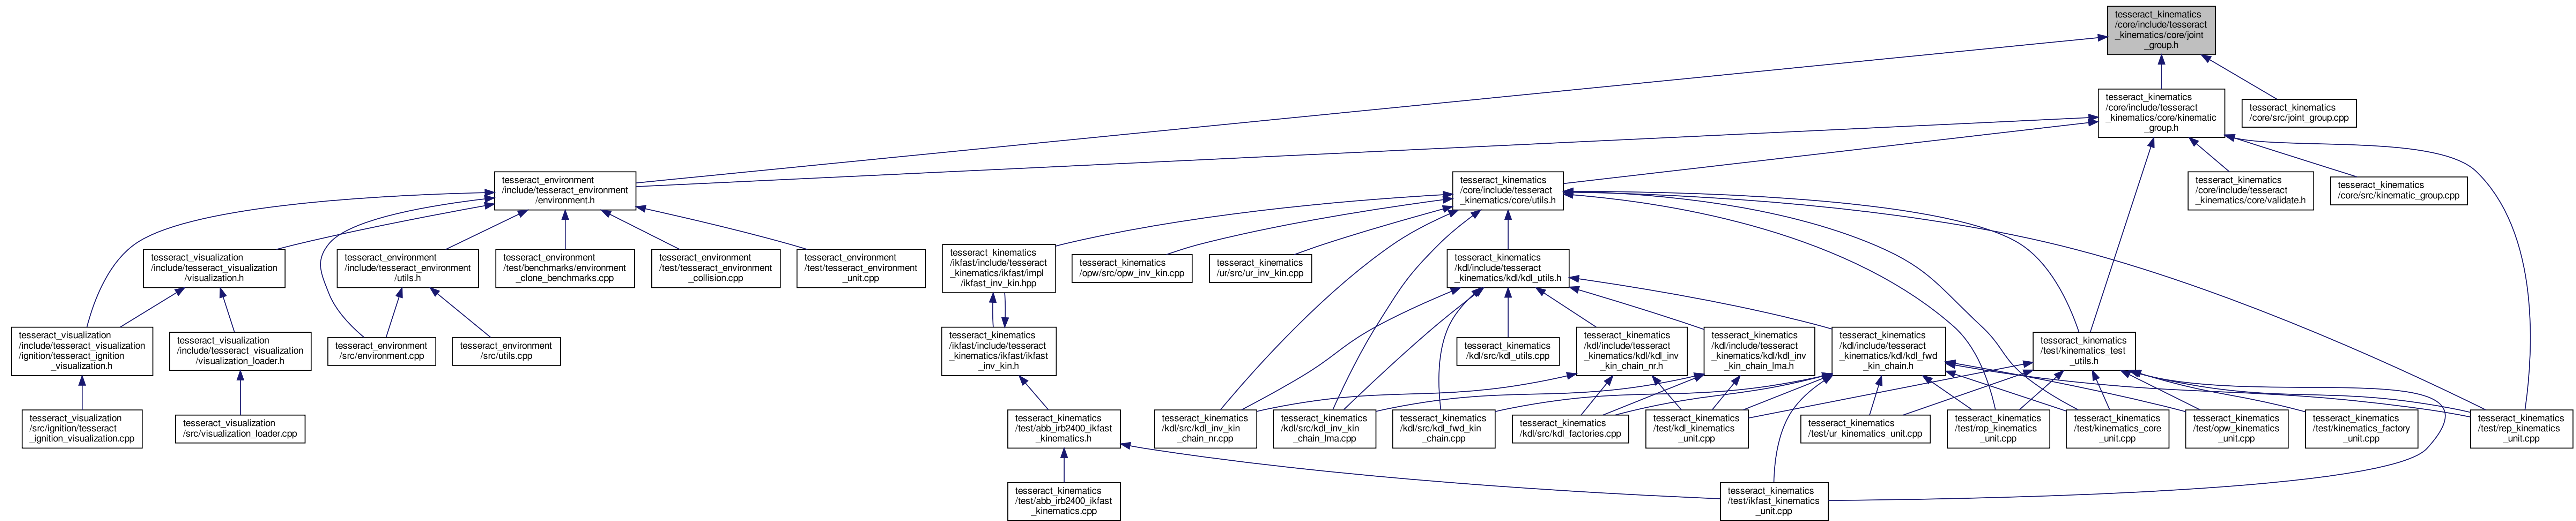 tesseract_kinematics
/core/include/tesseract
_kinematics/core/joint
_group.h
tesseract_kinematics
/core/include/tesseract
_kinematics/core/kinematic
_group.h
tesseract_kinematics
/core/src/joint_group.cpp
tesseract_environment
/include/tesseract_environment
/environment.h
tesseract_kinematics
/core/include/tesseract
_kinematics/core/utils.h
tesseract_kinematics
/core/include/tesseract
_kinematics/core/validate.h
tesseract_kinematics
/core/src/kinematic_group.cpp
tesseract_visualization
/include/tesseract_visualization
/visualization.h
tesseract_environment
/include/tesseract_environment
/utils.h
tesseract_environment
/test/benchmarks/environment
_clone_benchmarks.cpp
tesseract_environment
/test/tesseract_environment
_collision.cpp
tesseract_environment
/test/tesseract_environment
_unit.cpp
tesseract_kinematics
/ikfast/include/tesseract
_kinematics/ikfast/impl
/ikfast_inv_kin.hpp
tesseract_kinematics
/opw/src/opw_inv_kin.cpp
tesseract_kinematics
/ur/src/ur_inv_kin.cpp
tesseract_kinematics
/kdl/include/tesseract
_kinematics/kdl/kdl_utils.h
tesseract_visualization
/include/tesseract_visualization
/ignition/tesseract_ignition
_visualization.h
tesseract_visualization
/include/tesseract_visualization
/visualization_loader.h
tesseract_environment
/src/environment.cpp
tesseract_environment
/src/utils.cpp
tesseract_kinematics
/ikfast/include/tesseract
_kinematics/ikfast/ikfast
_inv_kin.h
tesseract_kinematics
/kdl/src/kdl_utils.cpp
tesseract_kinematics
/kdl/include/tesseract
_kinematics/kdl/kdl_inv
_kin_chain_nr.h
tesseract_kinematics
/kdl/include/tesseract
_kinematics/kdl/kdl_inv
_kin_chain_lma.h
tesseract_kinematics
/kdl/include/tesseract
_kinematics/kdl/kdl_fwd
_kin_chain.h
tesseract_kinematics
/test/kinematics_test
_utils.h
tesseract_visualization
/src/ignition/tesseract
_ignition_visualization.cpp
tesseract_visualization
/src/visualization_loader.cpp
tesseract_kinematics
/test/abb_irb2400_ikfast
_kinematics.h
tesseract_kinematics
/kdl/src/kdl_inv_kin
_chain_nr.cpp
tesseract_kinematics
/kdl/src/kdl_inv_kin
_chain_lma.cpp
tesseract_kinematics
/kdl/src/kdl_fwd_kin
_chain.cpp
tesseract_kinematics
/kdl/src/kdl_factories.cpp
tesseract_kinematics
/test/kdl_kinematics
_unit.cpp
tesseract_kinematics
/test/ur_kinematics_unit.cpp
tesseract_kinematics
/test/rop_kinematics
_unit.cpp
tesseract_kinematics
/test/kinematics_core
_unit.cpp
tesseract_kinematics
/test/opw_kinematics
_unit.cpp
tesseract_kinematics
/test/kinematics_factory
_unit.cpp
tesseract_kinematics
/test/rep_kinematics
_unit.cpp
tesseract_kinematics
/test/abb_irb2400_ikfast
_kinematics.cpp
tesseract_kinematics
/test/ikfast_kinematics
_unit.cpp